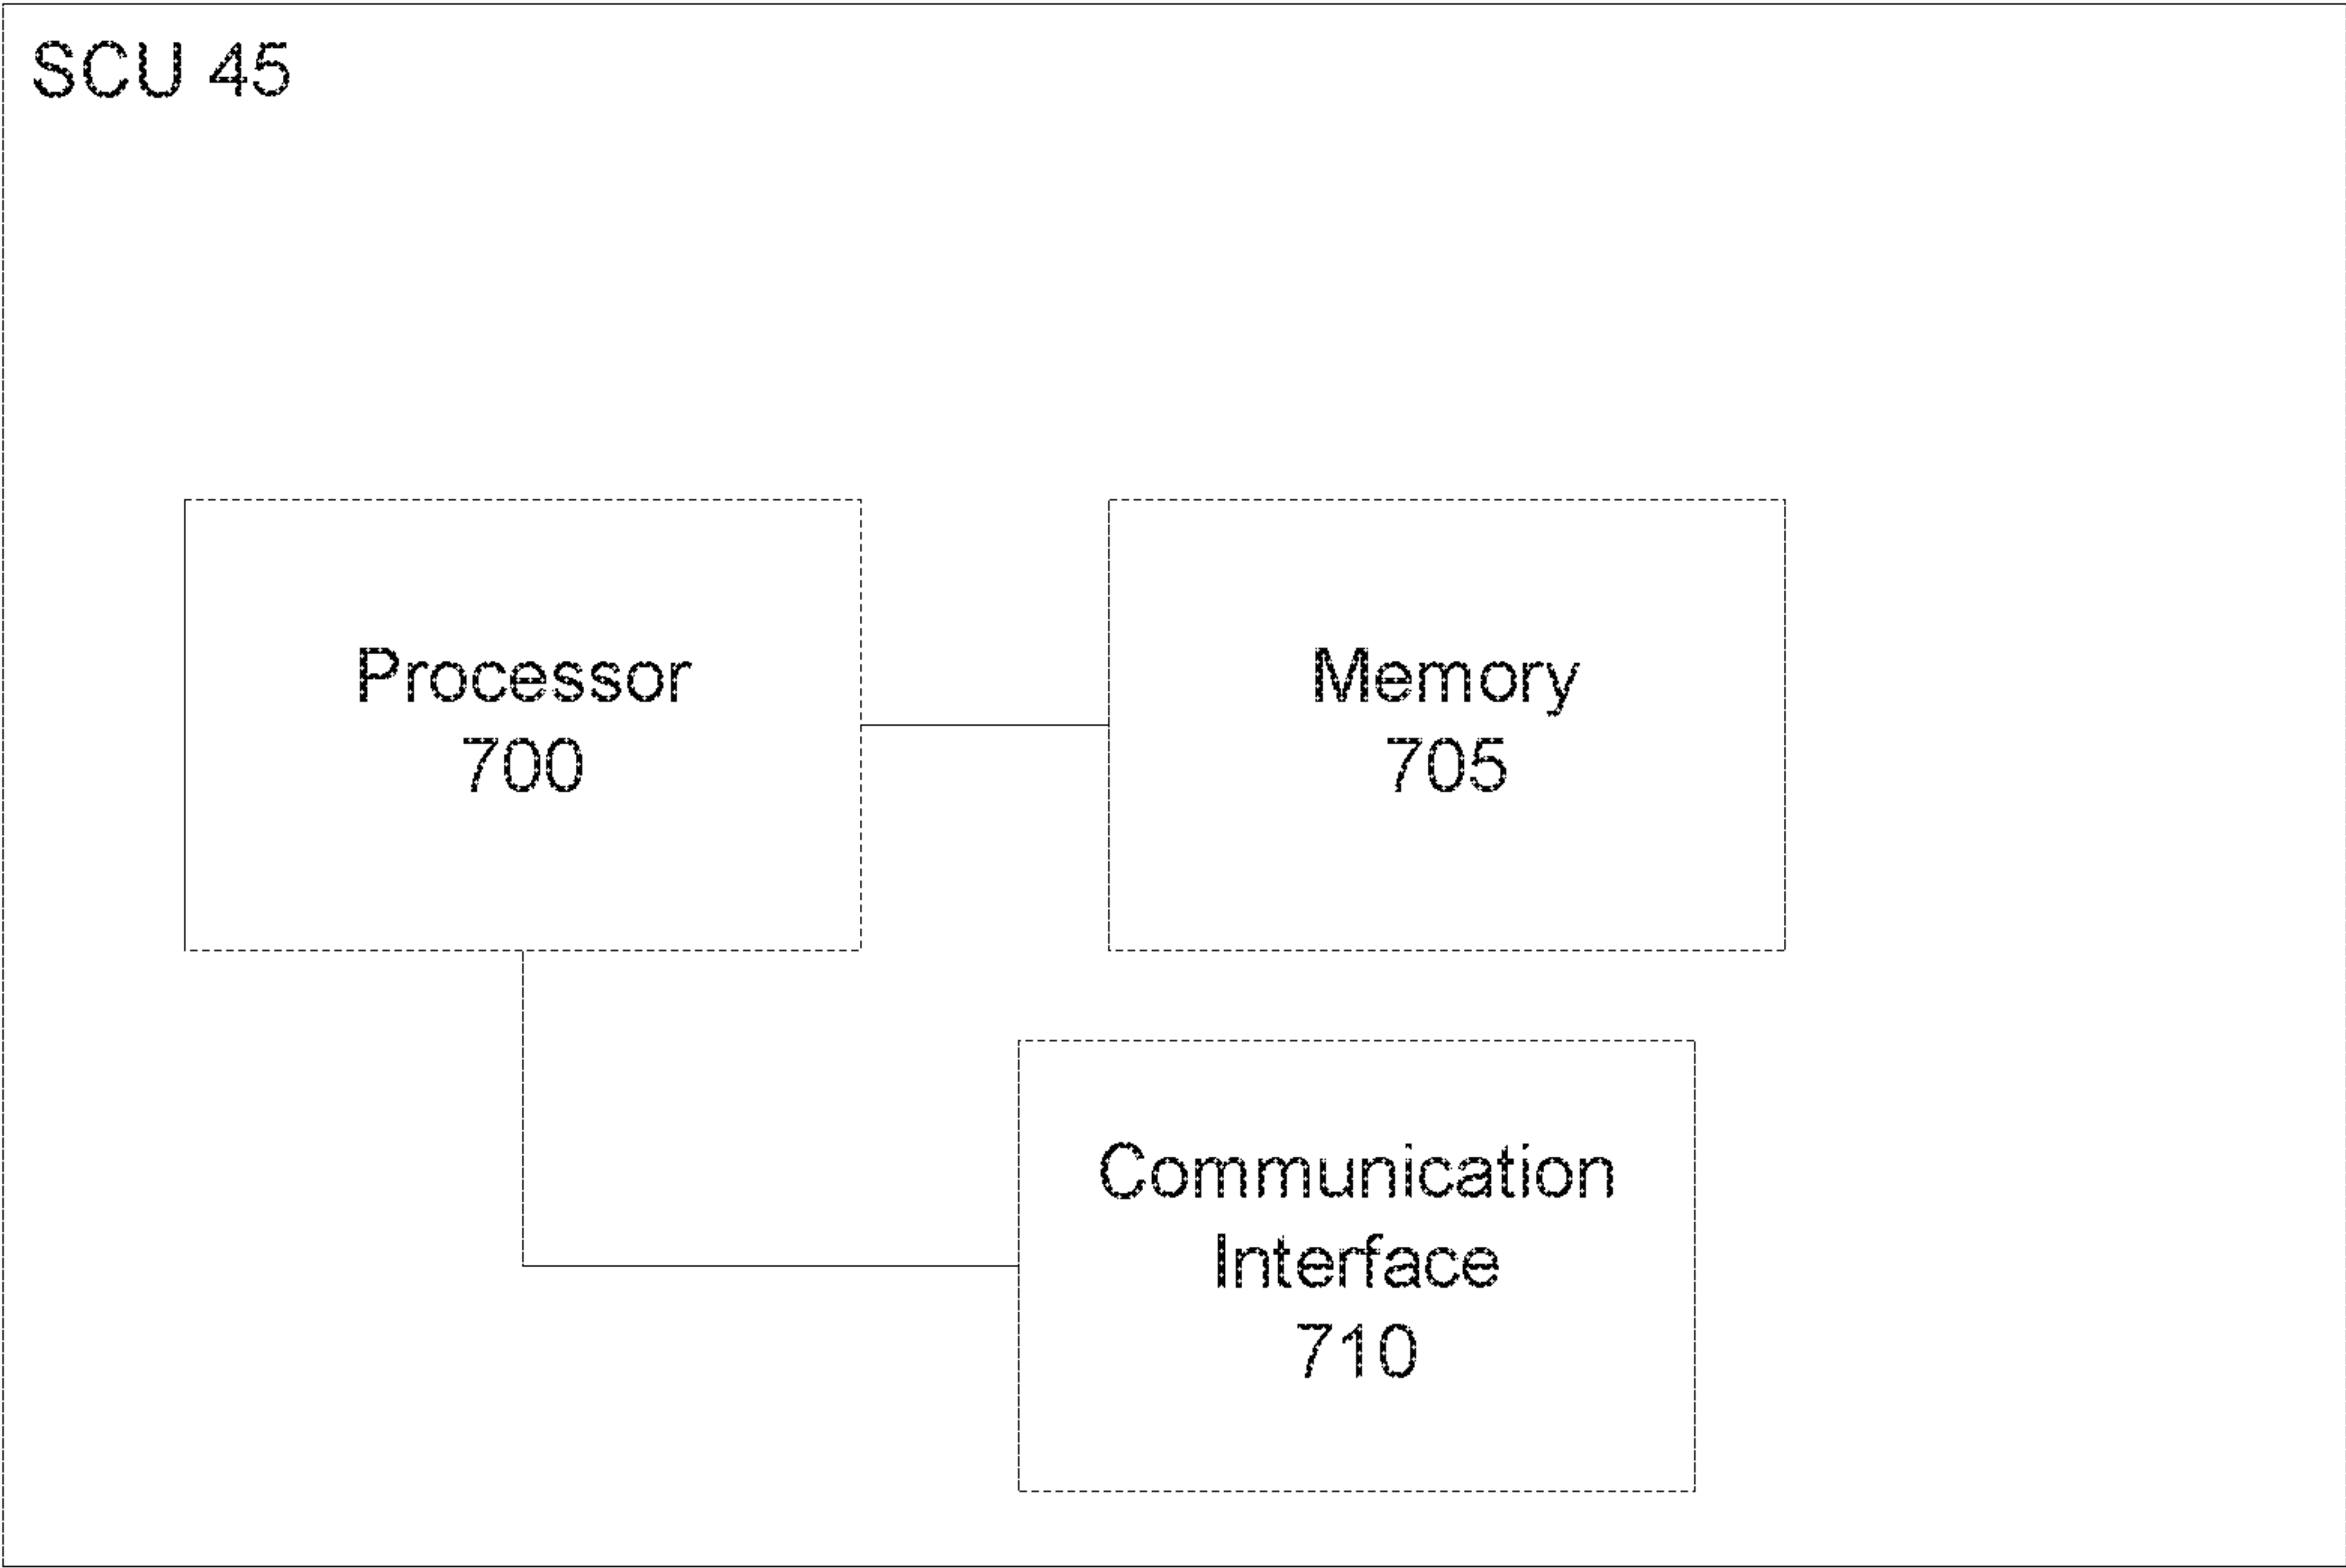 SCU 45
Processor
700
Memory
705
Communication
Interface
710